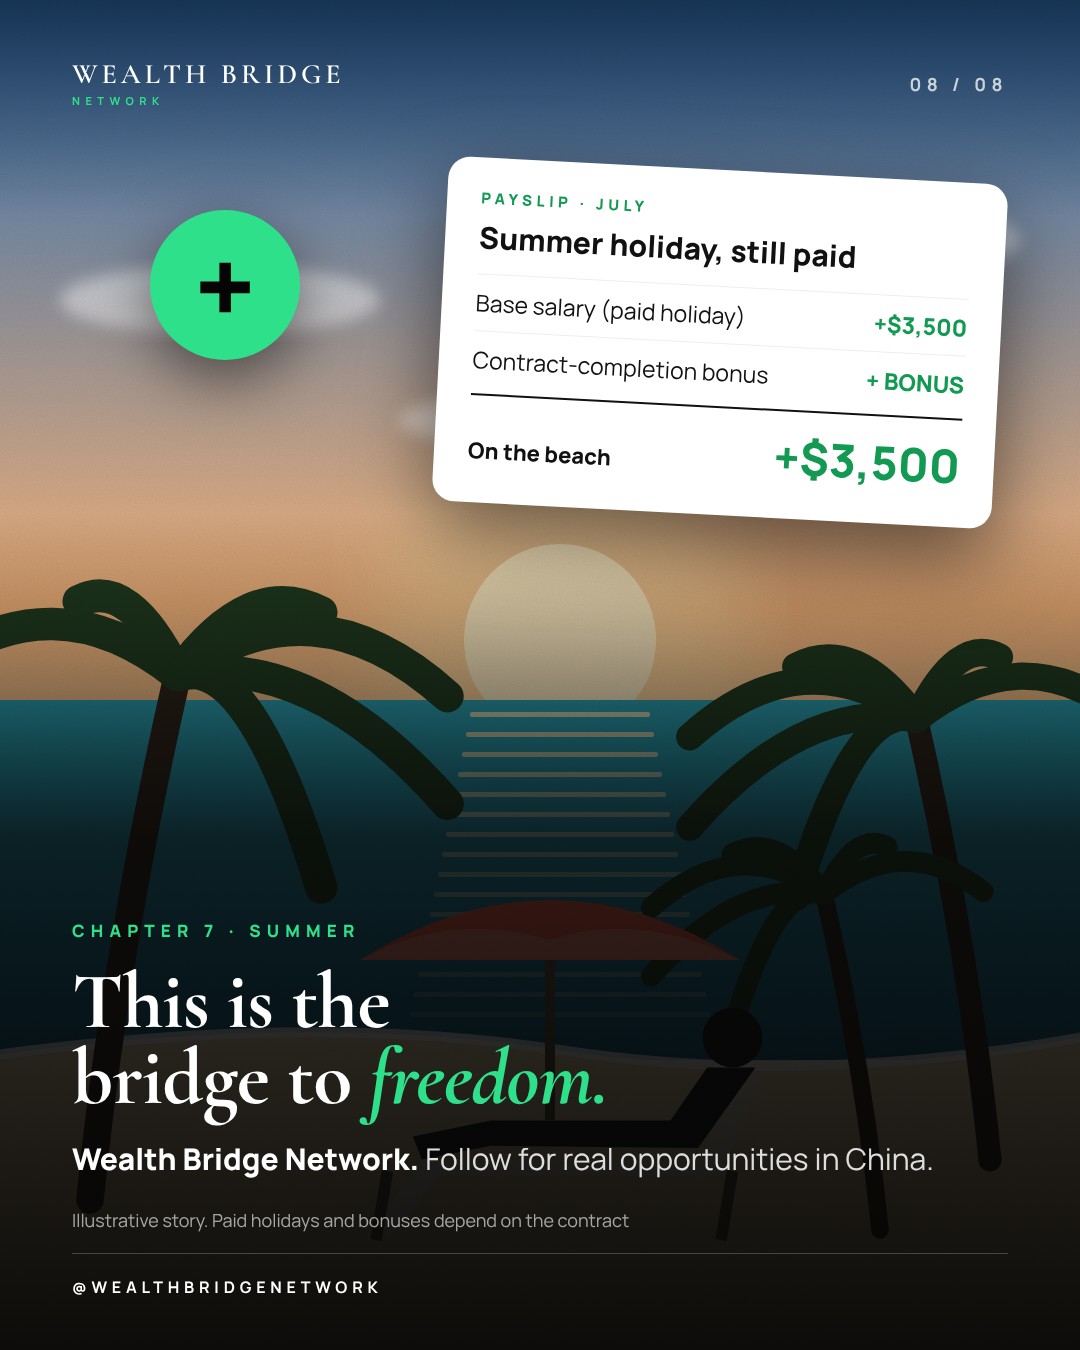 WEALTH BRIDGE
NETWORK
08 / 08
PAYSLIP · JULY
Summer holiday, still paid
Base salary (paid holiday) +$3,500
Contract-completion bonus + BONUS
On the beach +$3,500
+
CHAPTER 7 · SUMMER
This is the
bridge to freedom.
Wealth Bridge Network. Follow for real opportunities in China.
Illustrative story. Paid holidays and bonuses depend on the contract
@WEALTHBRIDGENETWORK